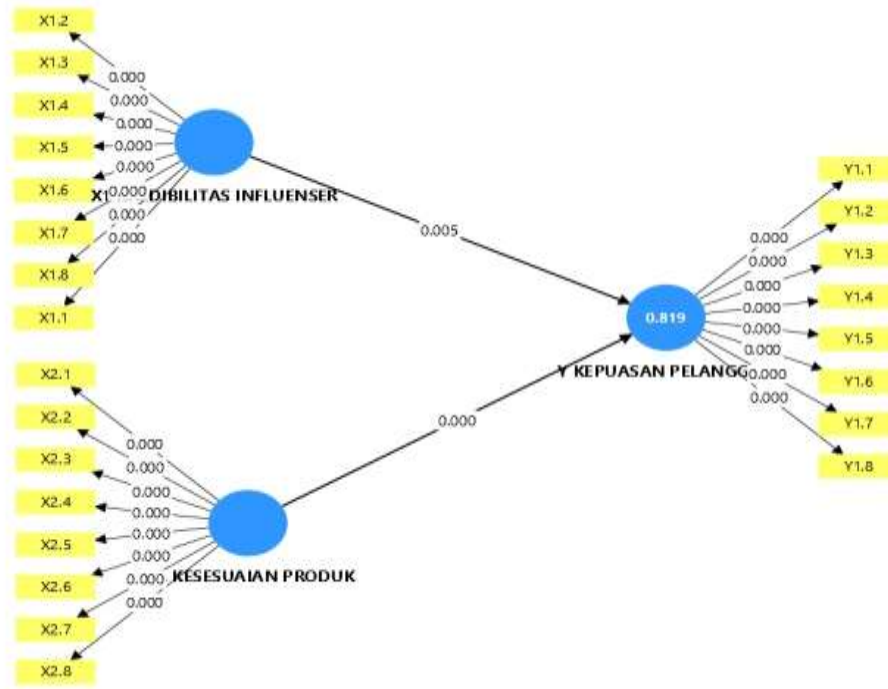 X1.2
X1.3
X1.4
X1.5
X1.6
X1.7
X1.8
X1.1
0.000
0.000
0.000
0.000
0.000
0.000
0.000
0.000
X1 DIBILITAS INFLUENSER
0.005
X2.1
X2.2
X2.3
X2.4
X2.5
X2.6
X2.7
X2.8
0.000
0.000
0.000
0.000
0.000
0.000
0.000
0.000
KESESUAIAN PRODUK
0.000
0.819
Y KEPUASAN PELANGG
0.000
0.000
0.000
0.000
0.000
0.000
0.000
0.000
Y1.1
Y1.2
Y1.3
Y1.4
Y1.5
Y1.6
Y1.7
Y1.8